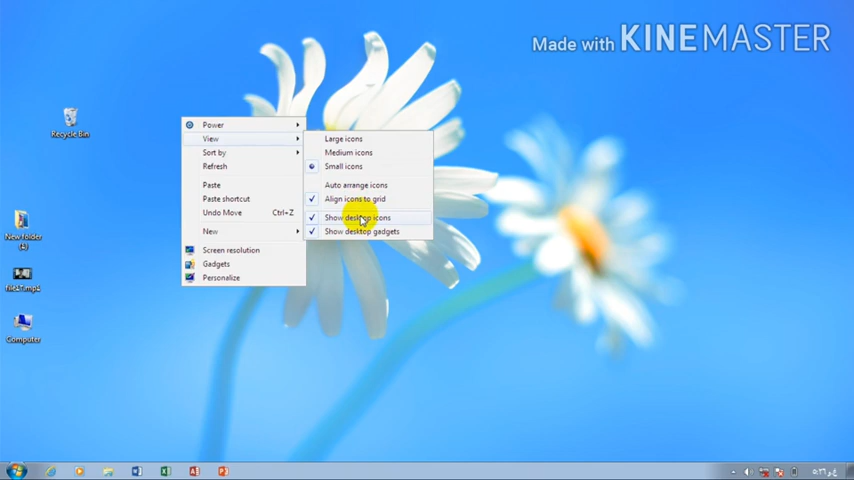 Made with KINEMASTER
Recycle Bin
Power
View
Sort by
Refresh
Paste
Paste shortcut
Undo Move Ctrl+Z
New
Screen resolution
Gadgets
Personalize
Large icons
Medium icons
Small icons
Auto arrange icons
Align icons to grid
Show desktop icons
Show desktop gadgets
New folder
Computer